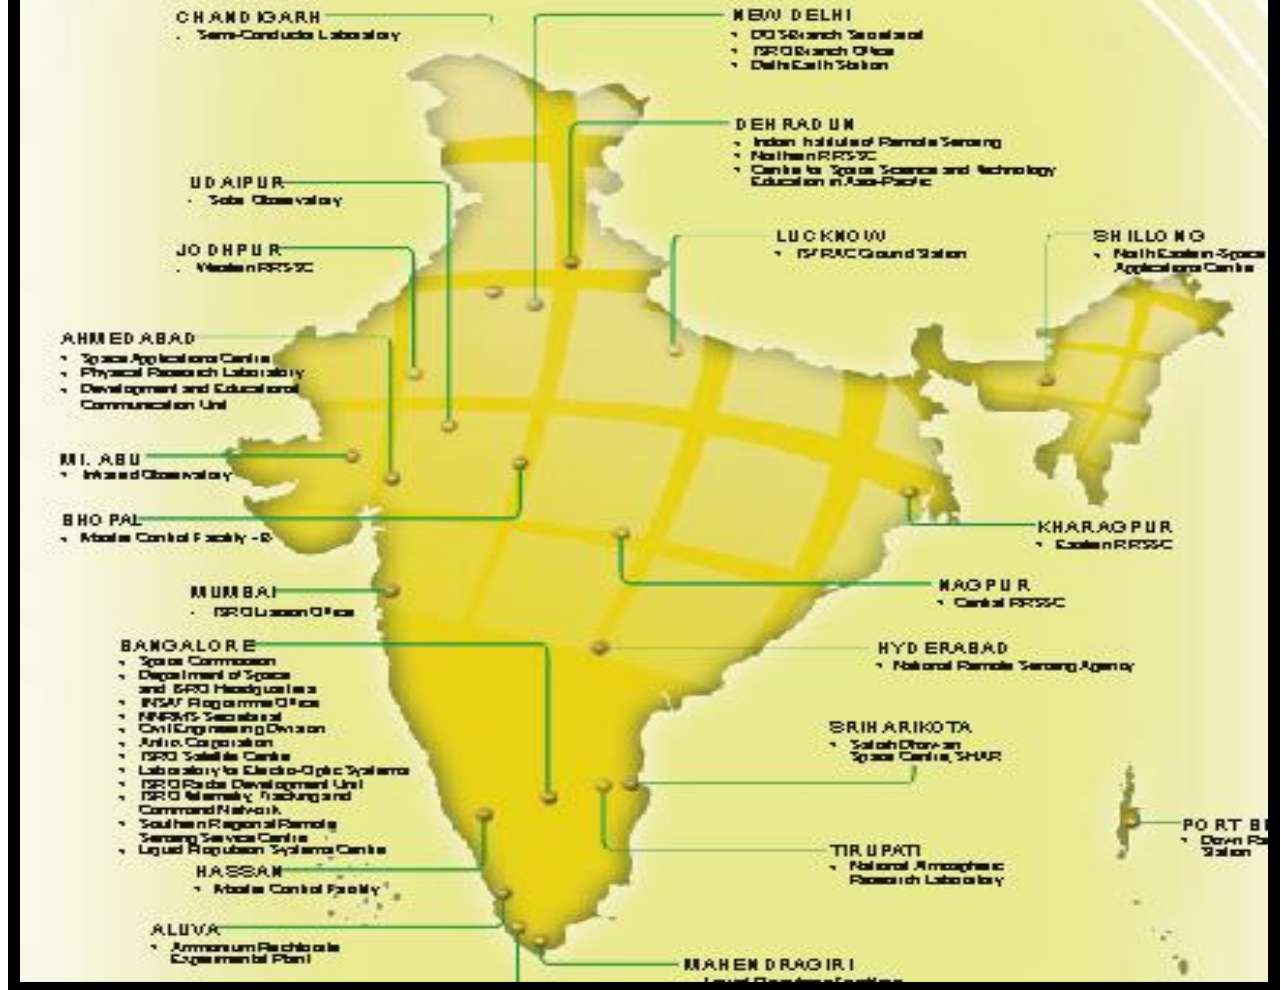 CHANDIGARH
Semi-Conductor Laboratory
NEW DELHI
• DOS Branch Secretariat
• ISRO Branch Office
• Delhi Earth Station
DEHRADUN
• Indian Institute of Remote Sensing
• Northern RRSSC
• Centre for Space Science and Technology
Education in Asia-Pacific
UDAIPUR
• Solar Observatory
JODHPUR
• Western RRSSC
LUCKNOW
• ISTRAC Ground Station
SHILLONG
• North Eastern-Space
Applications Centre
AHMEDABAD
• Space Applications Centre
• Physical Research Laboratory
• Development and Educational
Communication Unit
MT. ABU
• Infrared Observatory
BHOPAL
• Master Control Facility - B
KHARAGPUR
• Eastern RRSSC
NAGPUR
• Central RRSSC
MUMBAI
• ISRO Liaison Office
HYDERABAD
• National Remote Sensing Agency
BANGALORE
• Space Commission
• Department of Space
and ISRO Headquarters
• INSAT Programme Office
• NNRMS Secretariat
• Civil Engineering Division
• Antrix Corporation
• ISRO Satellite Centre
• Laboratory for Electro-Optic Systems
• ISRO Radar Development Unit
• ISRO Telemetry, Tracking and
Command Network
• Southern Regional Remote
Sensing Service Centre
• Liquid Propulsion Systems Centre
SRIHARIKOTA
• Satish Dhawan
Space Centre, SHAR
PORT
• Down
Station
TIRUPATI
• National Atmospheric
Research Laboratory
HASSAN
• Master Control Facility
ALUVA
• Ammonium Perchlorate
Experimental Plant
MAHENDRAGIRI